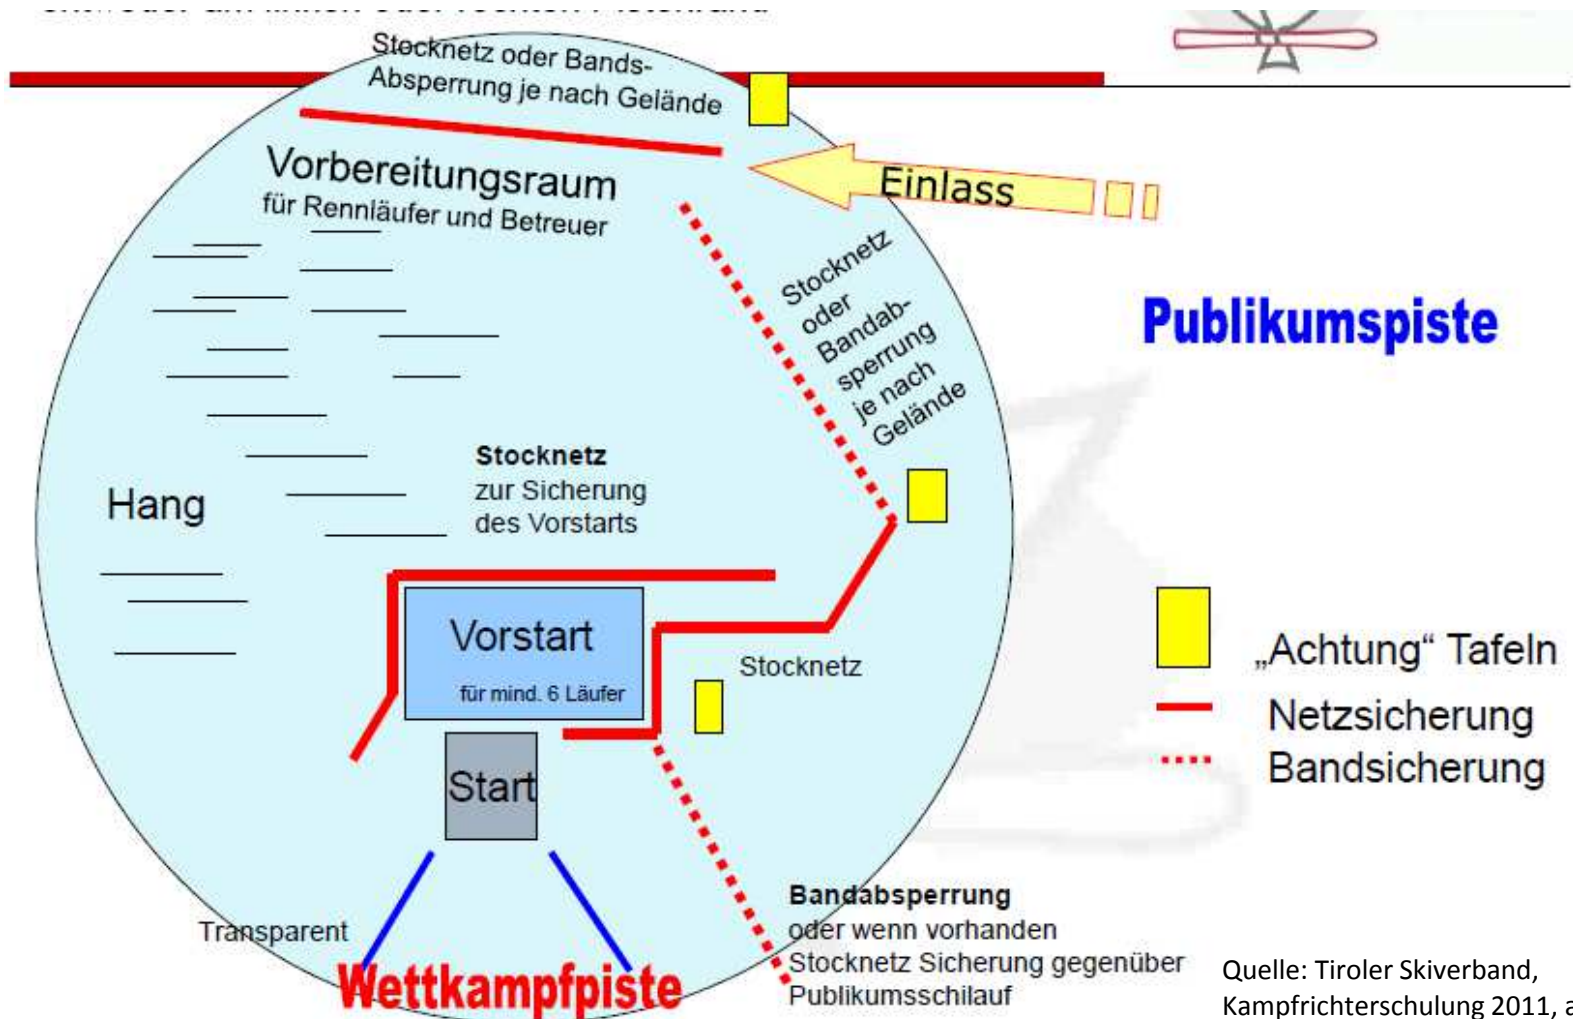 Stocknetz oder Bands-
Absperrung je nach Gelände
Vorbereitungsraum
für Rennläufer und Betreuer
Einlass
Stocknetz
oder
Bandab-
sperrung
je nach
Gelände
Publikumspiste
Stocknetz
zur Sicherung
des Vorstarts
Hang
Vorstart
für mind. 6 Läufer
Stocknetz
Start
„Achtung“ Tafeln
Netzsicherung
Bandsicherung
Transparent
Wettkampfpiste
Bandabsperrung
oder wenn vorhanden
Stocknetz Sicherung gegenüber
Publikumsschilauf
Quelle: Tiroler Skiverband,
Kampfrichterschulung 2011,